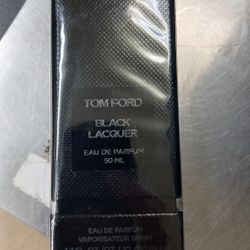 TOM FORD
BLACK
LACQUER
EAU DE PARFUM
50 ML
EAU DE PARFUM
VAPORISATEUR SPRAY